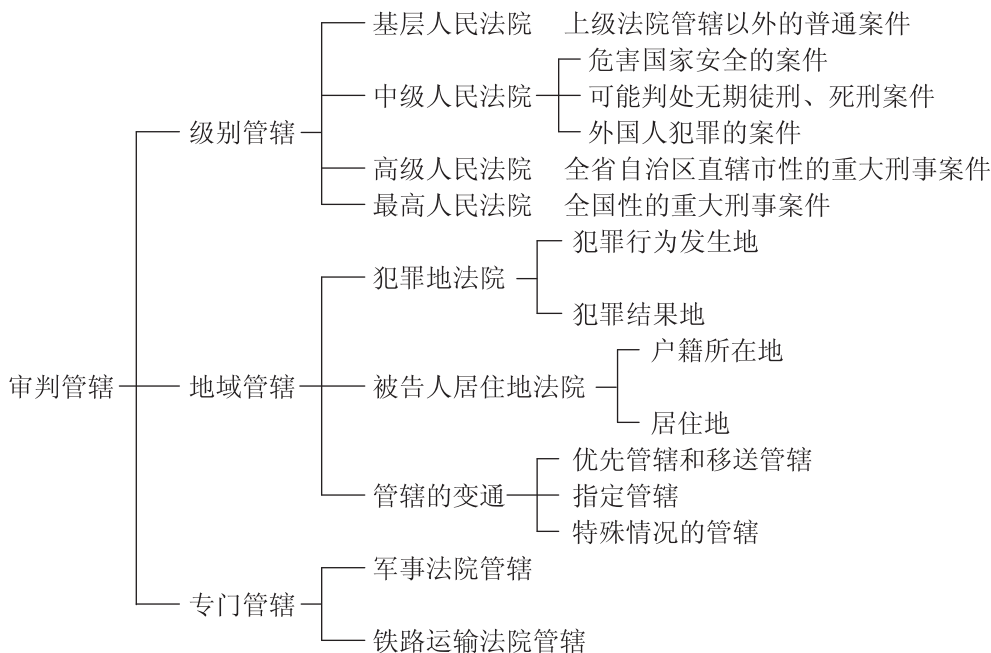 审判管辖
级别管辖
基层人民法院 上级法院管辖以外的普通案件
中级人民法院
危害国家安全的案件
可能判处无期徒刑、死刑案件
外国人犯罪的案件
高级人民法院 全省自治区直辖市性的重大刑事案件
最高人民法院 全国性的重大刑事案件
地域管辖
犯罪地法院
犯罪行为发生地
犯罪结果地
被告人居住地法院
户籍所在地
居住地
管辖的变通
优先管辖和移送管辖
指定管辖
特殊情况的管辖
专门管辖
军事法院管辖
铁路运输法院管辖